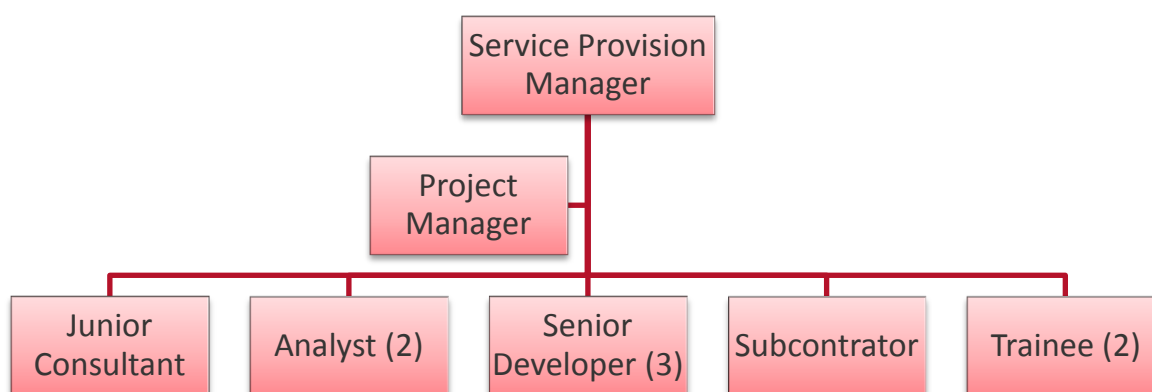 Service Provision
Manager
Project
Manager
Junior
Consultant
Analyst (2)
Senior
Developer (3)
Subcontrator
Trainee (2)